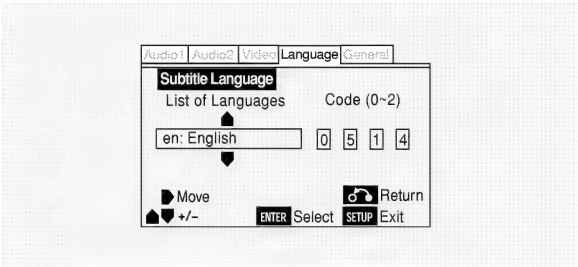 Audio1 Audio2 Video Language General
Subtitle Language
List of Languages Code (0~2)
en: English 0 5 1 4
Move Return
+/– ENTER Select SETUP Exit